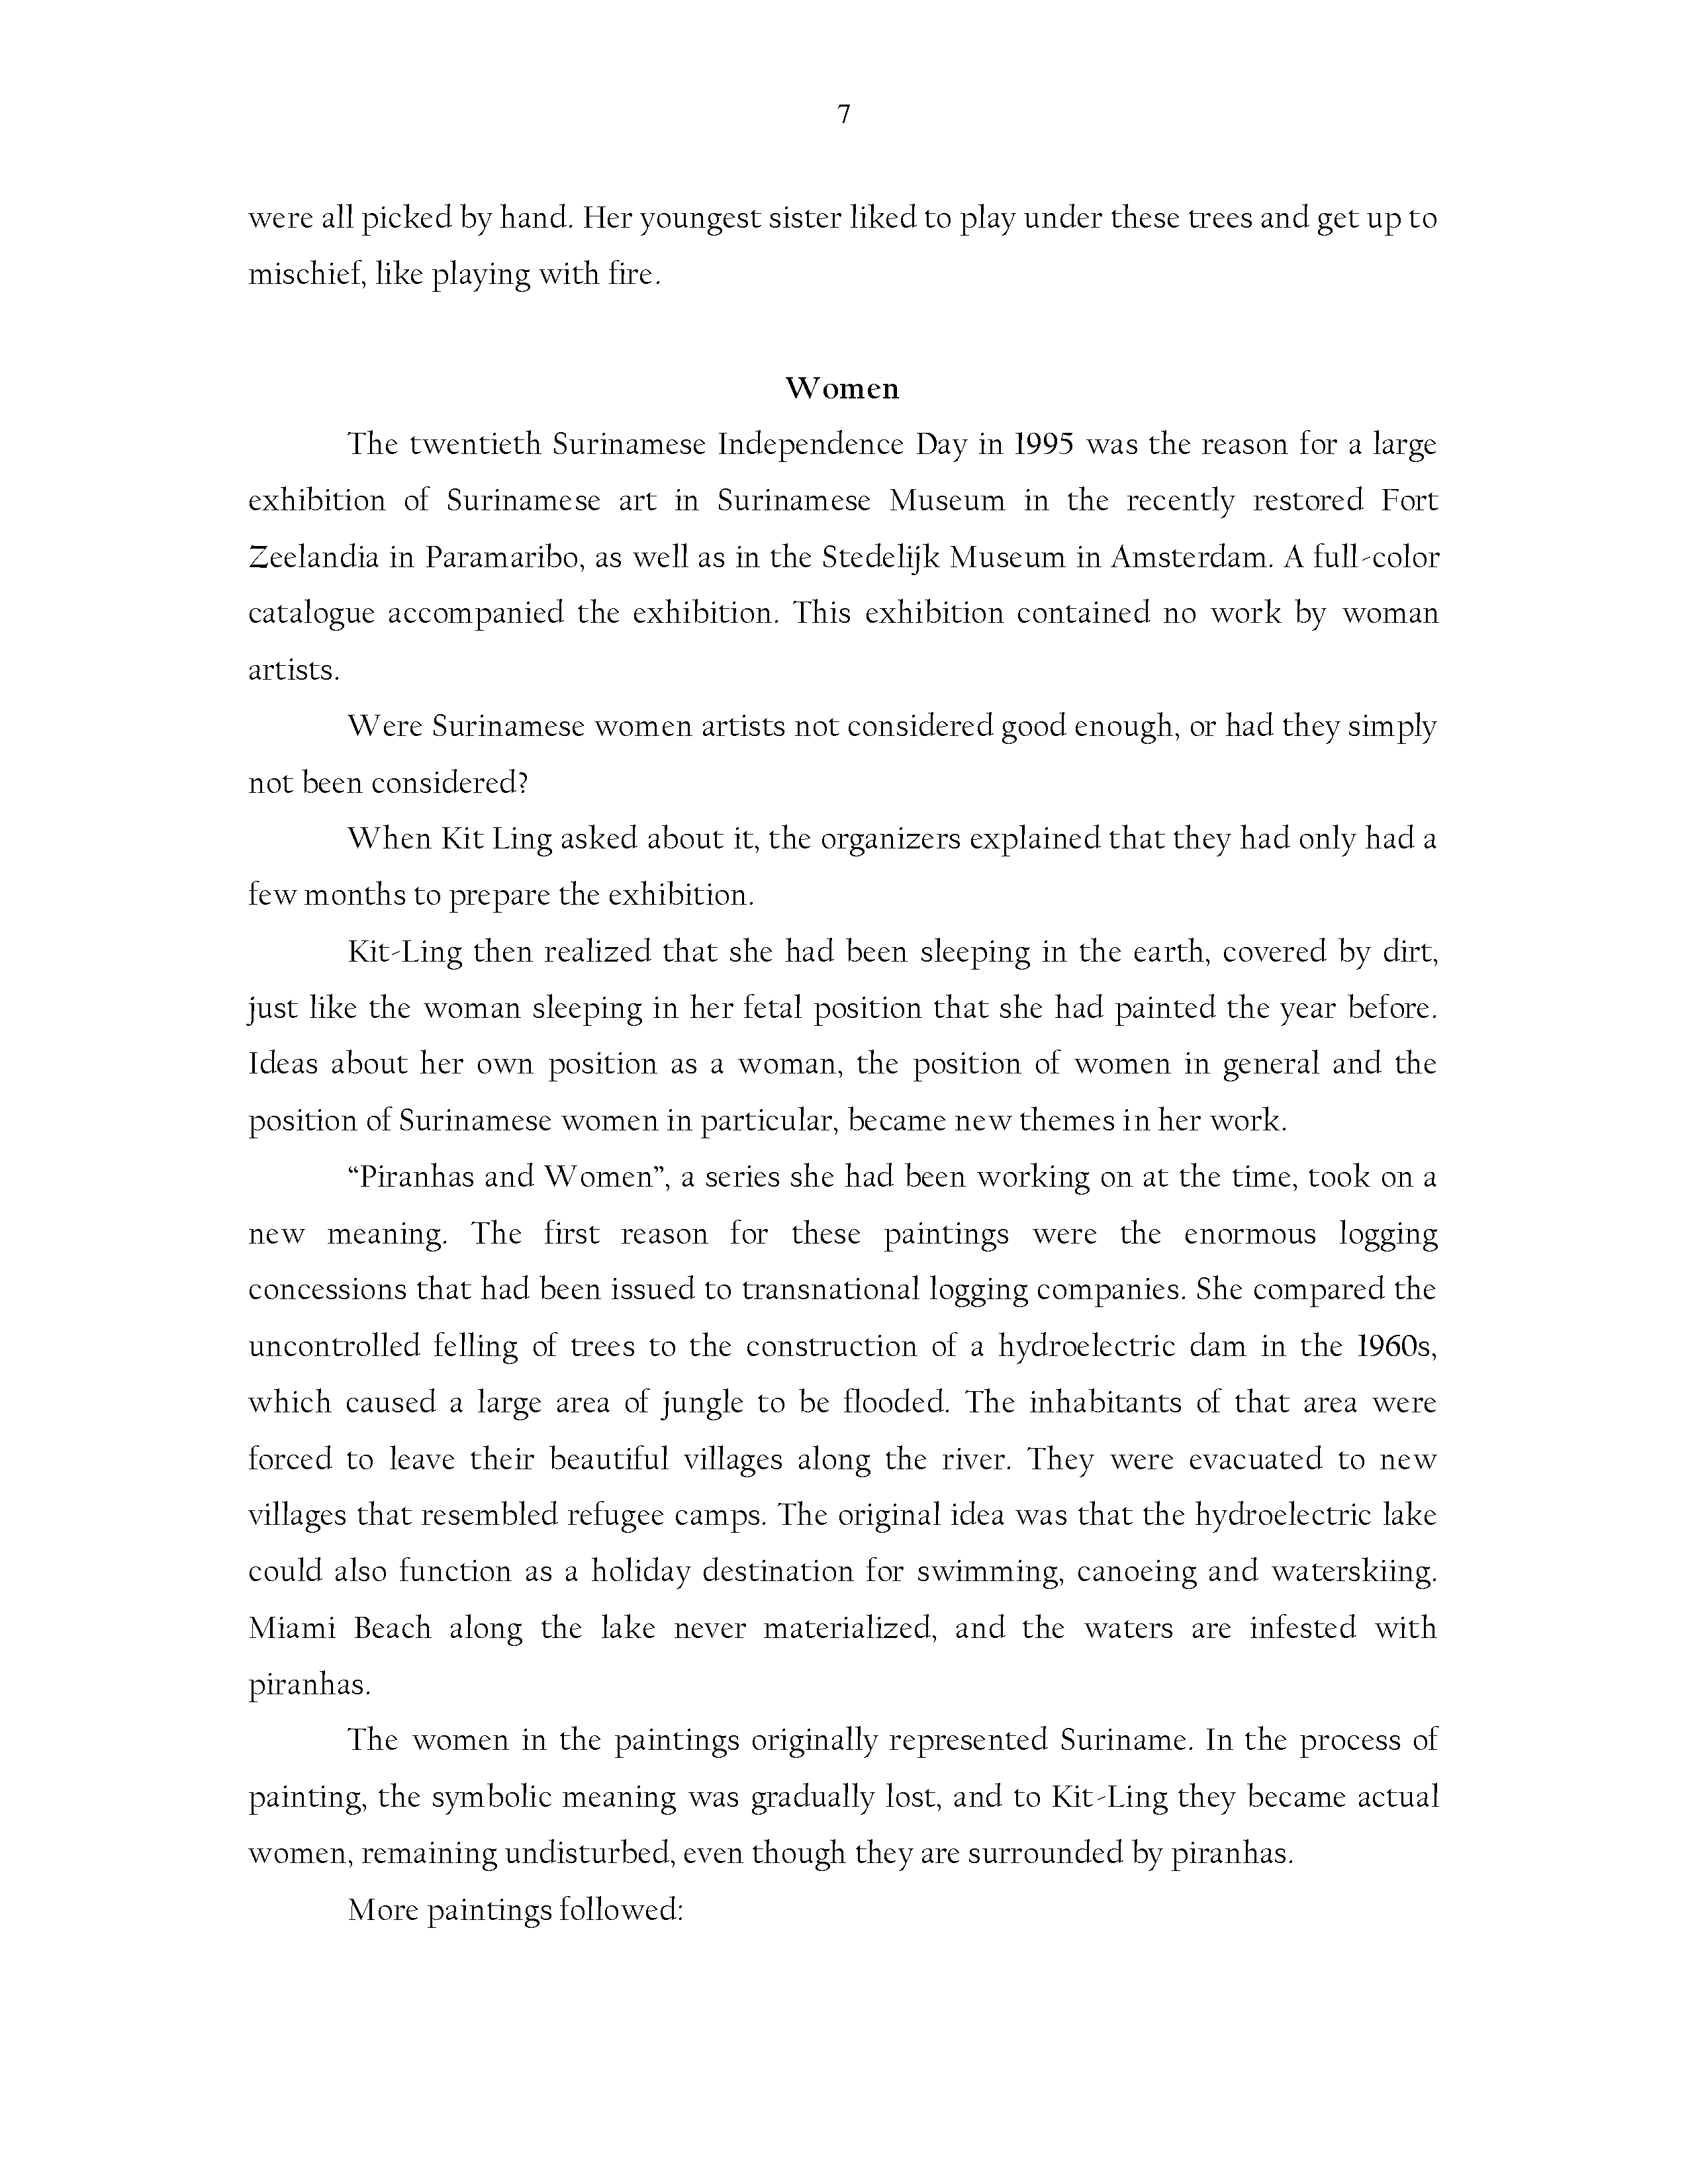 7
were all picked by hand. Her youngest sister liked to play under these trees and get up to
mischief, like playing with fire.
Women
The twentieth Surinamese Independence Day in 1995 was the reason for a large
exhibition of Surinamese art in Surinamese Museum in the recently restored Fort
Zeelandia in Paramaribo, as well as in the Stedelijk Museum in Amsterdam. A full-color
catalogue accompanied the exhibition. This exhibition contained no work by woman
artists.
Were Surinamese women artists not considered good enough, or had they simply
not been considered?
When Kit Ling asked about it, the organizers explained that they had only had a
few months to prepare the exhibition.
Kit-Ling then realized that she had been sleeping in the earth, covered by dirt,
just like the woman sleeping in her fetal position that she had painted the year before.
Ideas about her own position as a woman, the position of women in general and the
position of Surinamese women in particular, became new themes in her work.
“Piranhas and Women”, a series she had been working on at the time, took on a
new meaning. The first reason for these paintings were the enormous logging
concessions that had been issued to transnational logging companies. She compared the
uncontrolled felling of trees to the construction of a hydroelectric dam in the 1960s,
which caused a large area of jungle to be flooded. The inhabitants of that area were
forced to leave their beautiful villages along the river. They were evacuated to new
villages that resembled refugee camps. The original idea was that the hydroelectric lake
could also function as a holiday destination for swimming, canoeing and waterskiing.
Miami Beach along the lake never materialized, and the waters are infested with
piranhas.
The women in the paintings originally represented Suriname. In the process of
painting, the symbolic meaning was gradually lost, and to Kit-Ling they became actual
women, remaining undisturbed, even though they are surrounded by piranhas.
More paintings followed: